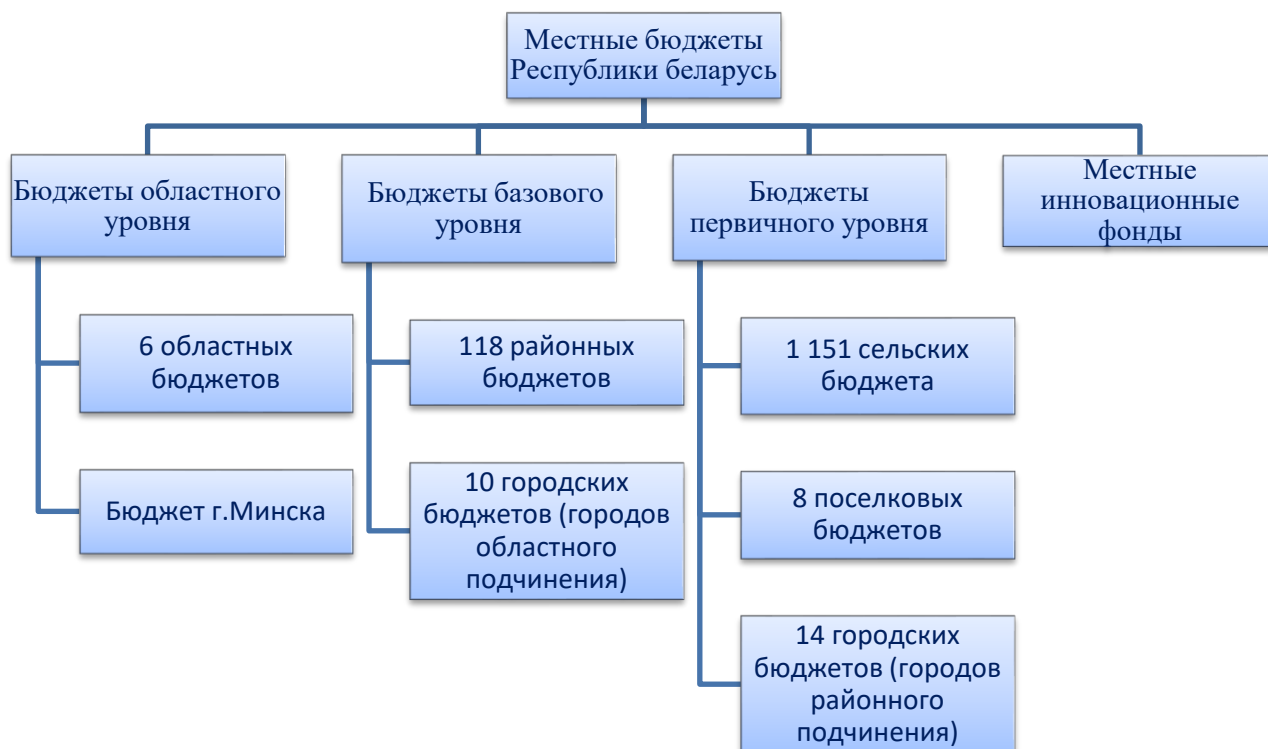 Местные бюджеты
Республики беларусь
Бюджеты областного
уровня
Бюджеты базового
уровня
Бюджеты
первичного уровня
Местные
инновационные
фонды
6 областных
бюджетов
Бюджет г.Минска
118 районных
бюджетов
10 городских
бюджетов (городов
областного
подчинения)
1 151 сельских
бюджета
8 поселковых
бюджетов
14 городских
бюджетов (городов
районного
подчинения)